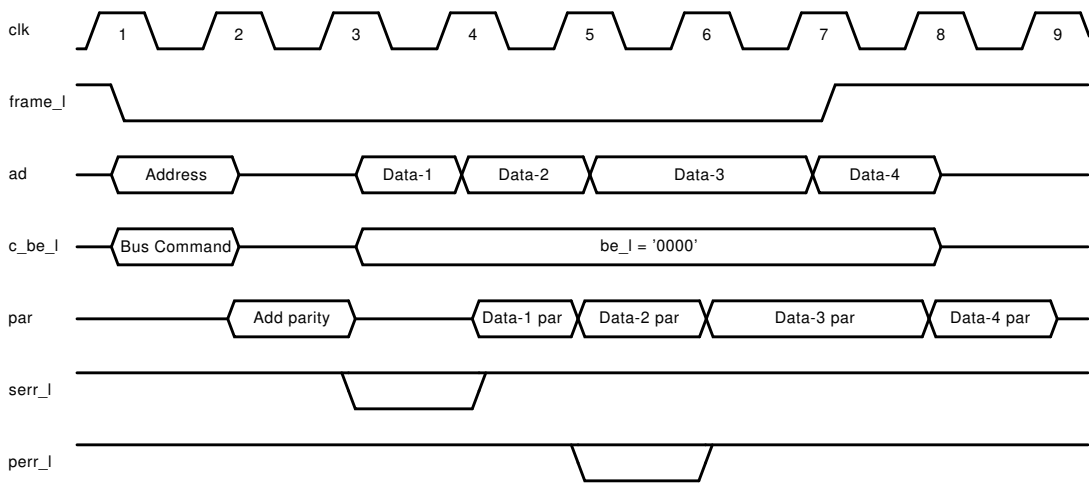 clk 1 2 3 4 5 6 7 8 9
frame_l
ad Address Data-1 Data-2 Data-3 Data-4
c_be_l Bus Command be_l = '0000'
par Add parity Data-1 par Data-2 par Data-3 par Data-4 par
serr_l
perr_l